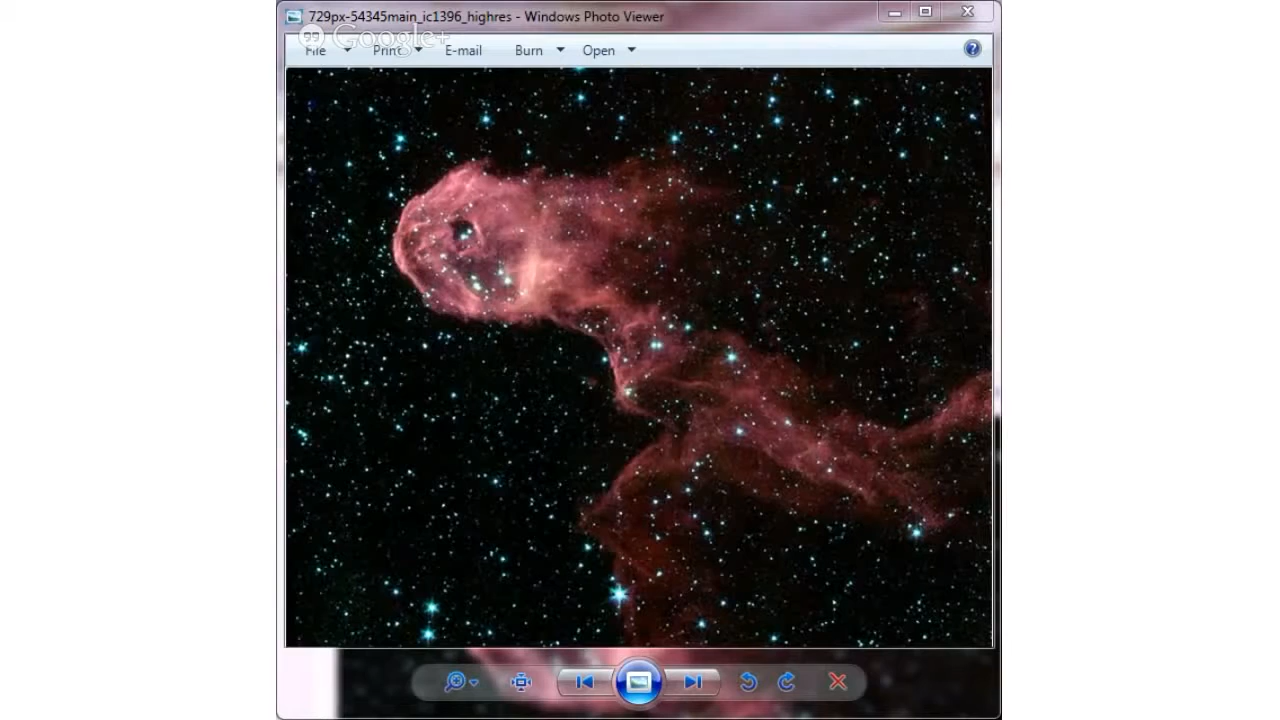 729px-54345main_ic1396_highres - Windows Photo Viewer
Google+
File Print E-mail Burn Open